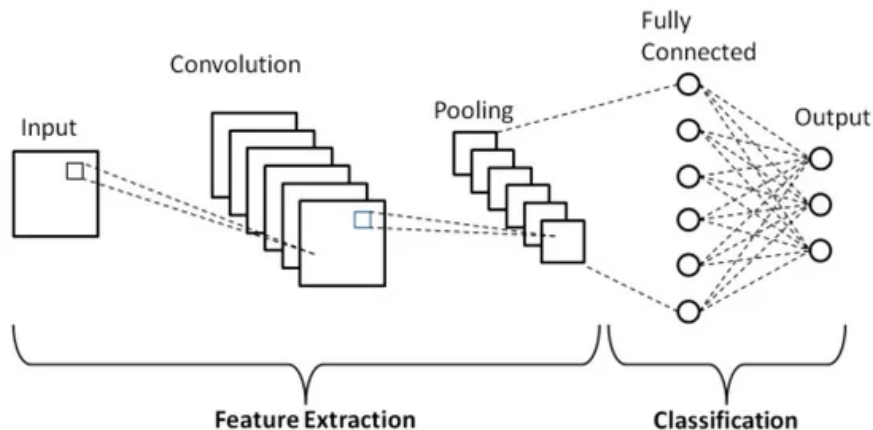 Input
Convolution
Pooling
Fully
Connected
Output
Feature Extraction
Classification